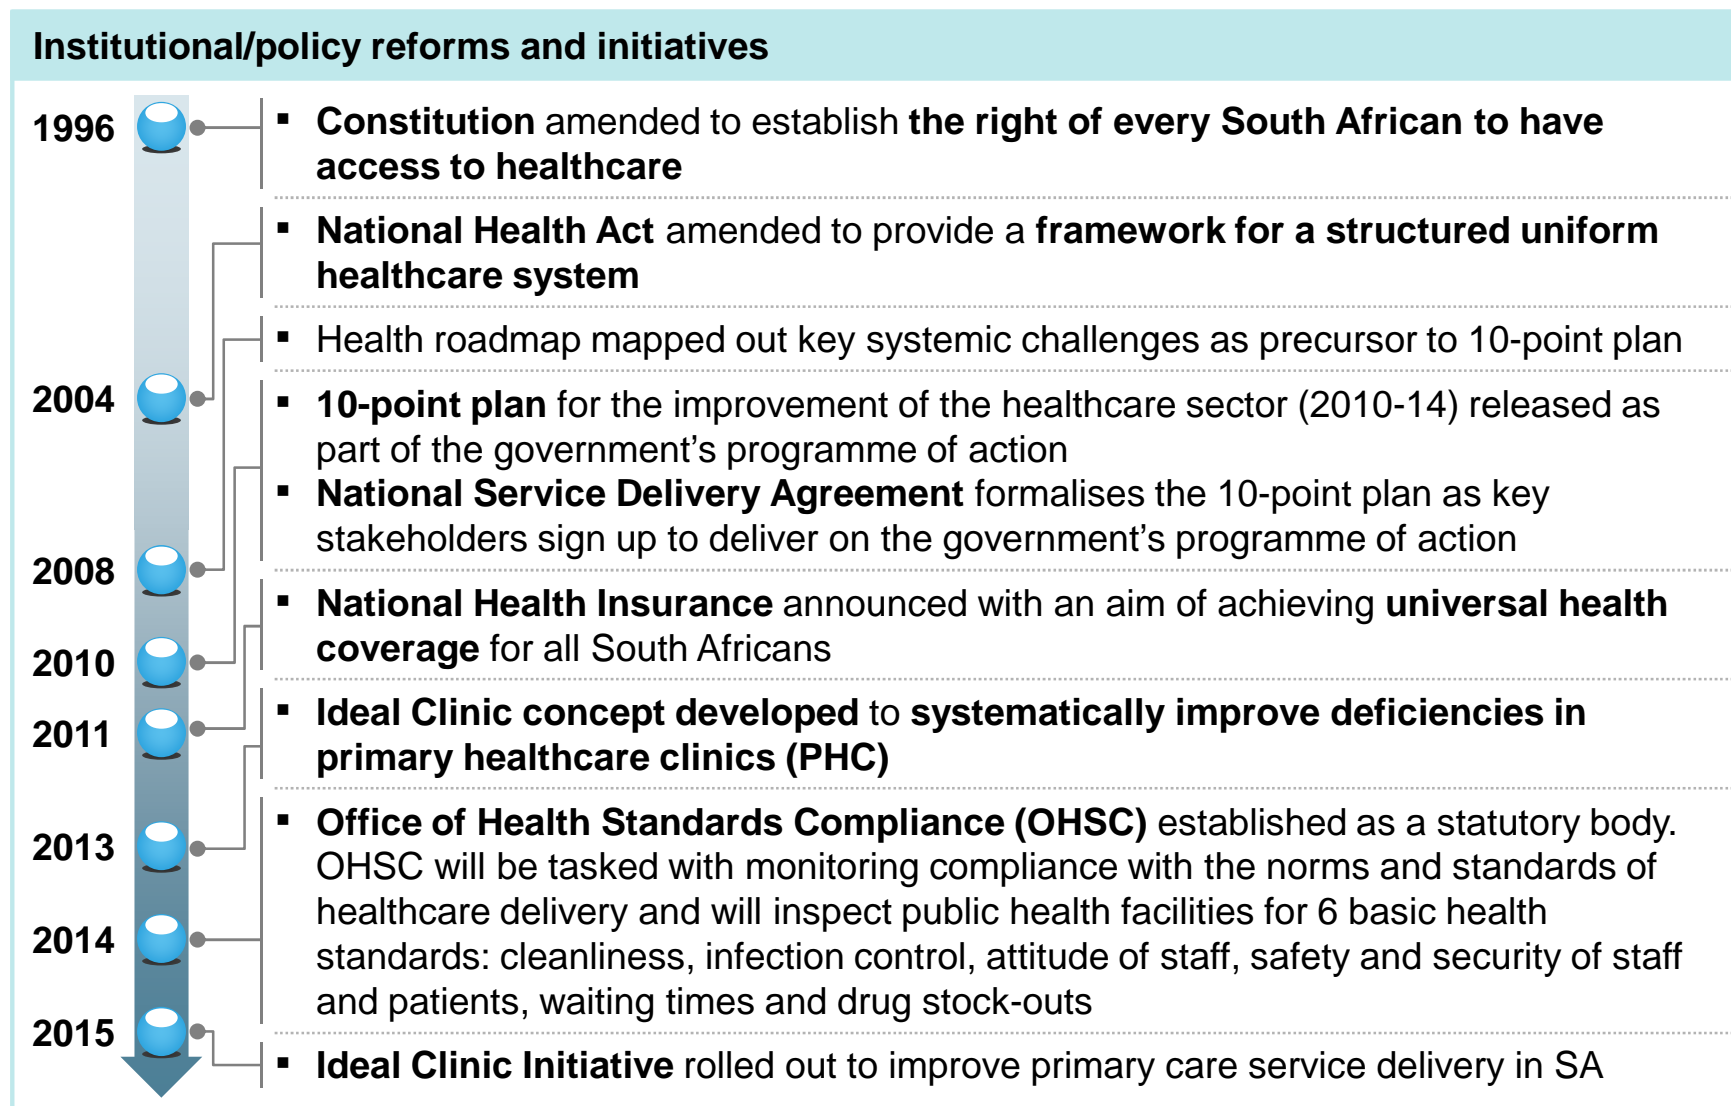 Institutional/policy reforms and initiatives
1996
▪ Constitution amended to establish the right of every South African to have
access to healthcare
▪ National Health Act amended to provide a framework for a structured uniform
healthcare system
▪ Health roadmap mapped out key systemic challenges as precursor to 10-point plan
2004
▪ 10-point plan for the improvement of the healthcare sector (2010-14) released as
part of the government’s programme of action
▪ National Service Delivery Agreement formalises the 10-point plan as key
stakeholders sign up to deliver on the government’s programme of action
2008
▪ National Health Insurance announced with an aim of achieving universal health
coverage for all South Africans
2010
▪ Ideal Clinic concept developed to systematically improve deficiencies in
primary healthcare clinics (PHC)
2011
▪ Office of Health Standards Compliance (OHSC) established as a statutory body.
OHSC will be tasked with monitoring compliance with the norms and standards of
healthcare delivery and will inspect public health facilities for 6 basic health
standards: cleanliness, infection control, attitude of staff, safety and security of staff
and patients, waiting times and drug stock-outs
2013
2014
2015
▪ Ideal Clinic Initiative rolled out to improve primary care service delivery in SA